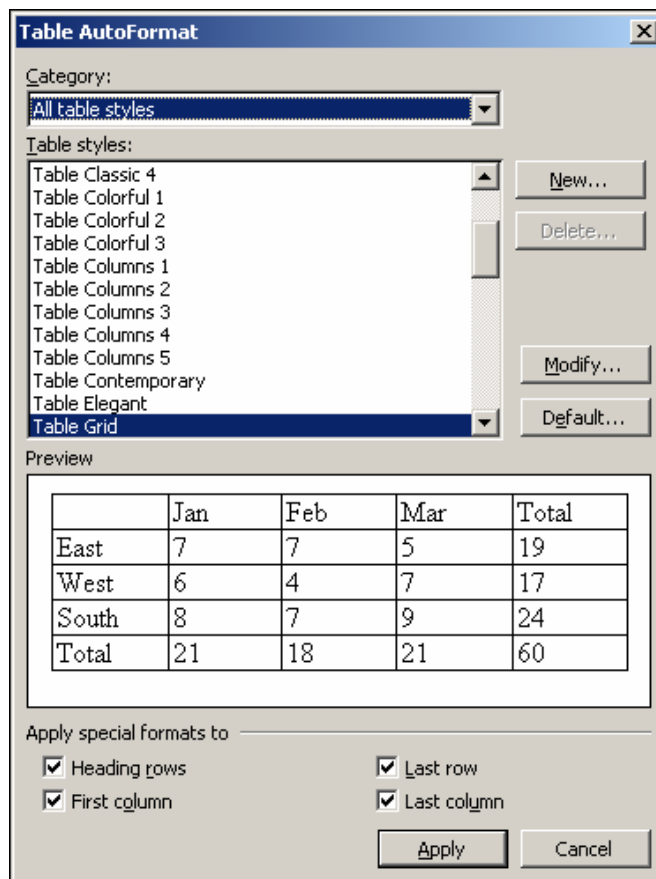 Table AutoFormat
Category:
All table styles
Table styles:
Table Classic 4
Table Colorful 1
Table Colorful 2
Table Colorful 3
Table Columns 1
Table Columns 2
Table Columns 3
Table Columns 4
Table Columns 5
Table Contemporary
Table Elegant
Table Grid
New...
Delete...
Modify...
Default...
Preview
Jan Feb Mar Total
East 7 7 5 19
West 6 4 7 17
South 8 7 9 24
Total 21 18 21 60
Apply special formats to
Heading rows Last row
First column Last column
Apply Cancel